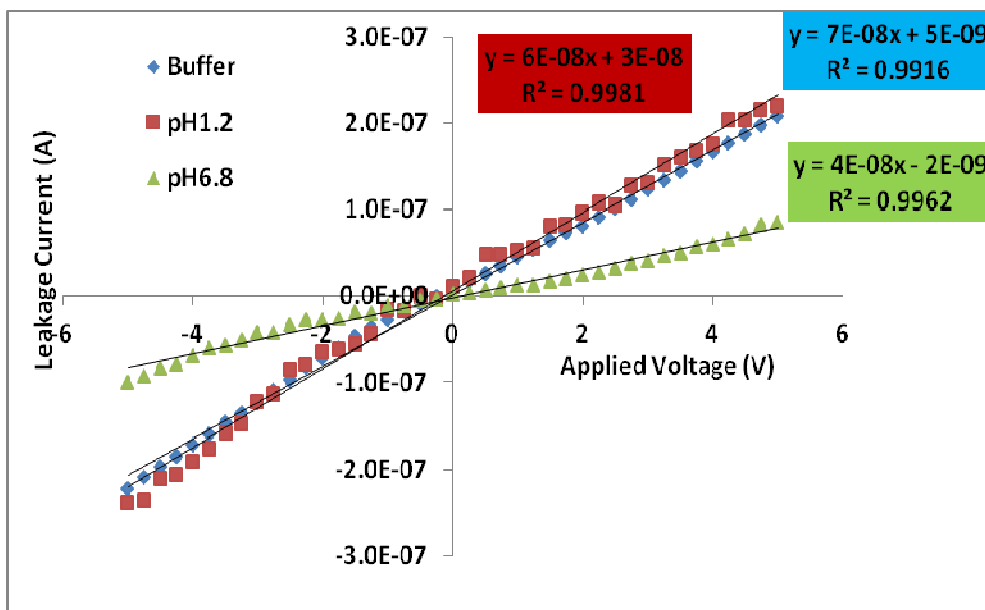 3.0E-07
2.0E-07
1.0E-07
0.0E+00
-1.0E-07
-2.0E-07
-3.0E-07
-6
-4
-2
0
2
4
6
Leakage Current (A)
Applied Voltage (V)
Buffer
pH1.2
pH6.8
y = 6E-08x + 3E-08
R² = 0.9981
y = 7E-08x + 5E-09
R² = 0.9916
y = 4E-08x - 2E-09
R² = 0.9962